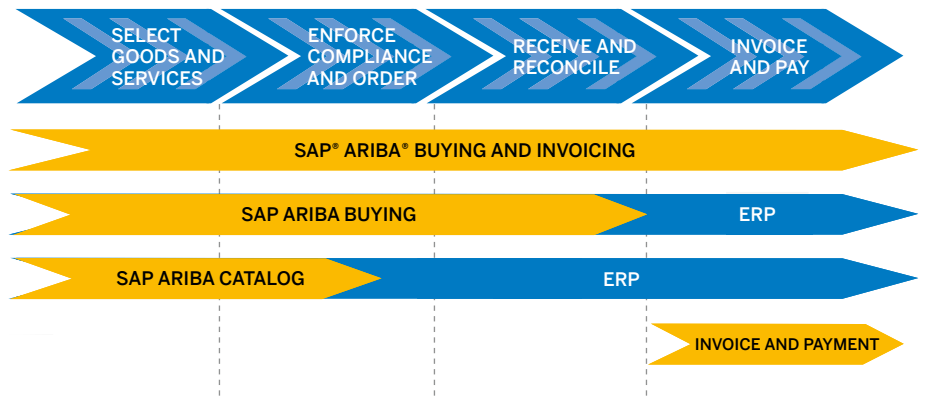 SELECT
GOODS AND
SERVICES
ENFORCE
COMPLIANCE
AND ORDER
RECEIVE AND
RECONCILE
INVOICE
AND PAY
SAP® ARIBA® BUYING AND INVOICING
SAP ARIBA BUYING
ERP
SAP ARIBA CATALOG
ERP
INVOICE AND PAYMENT